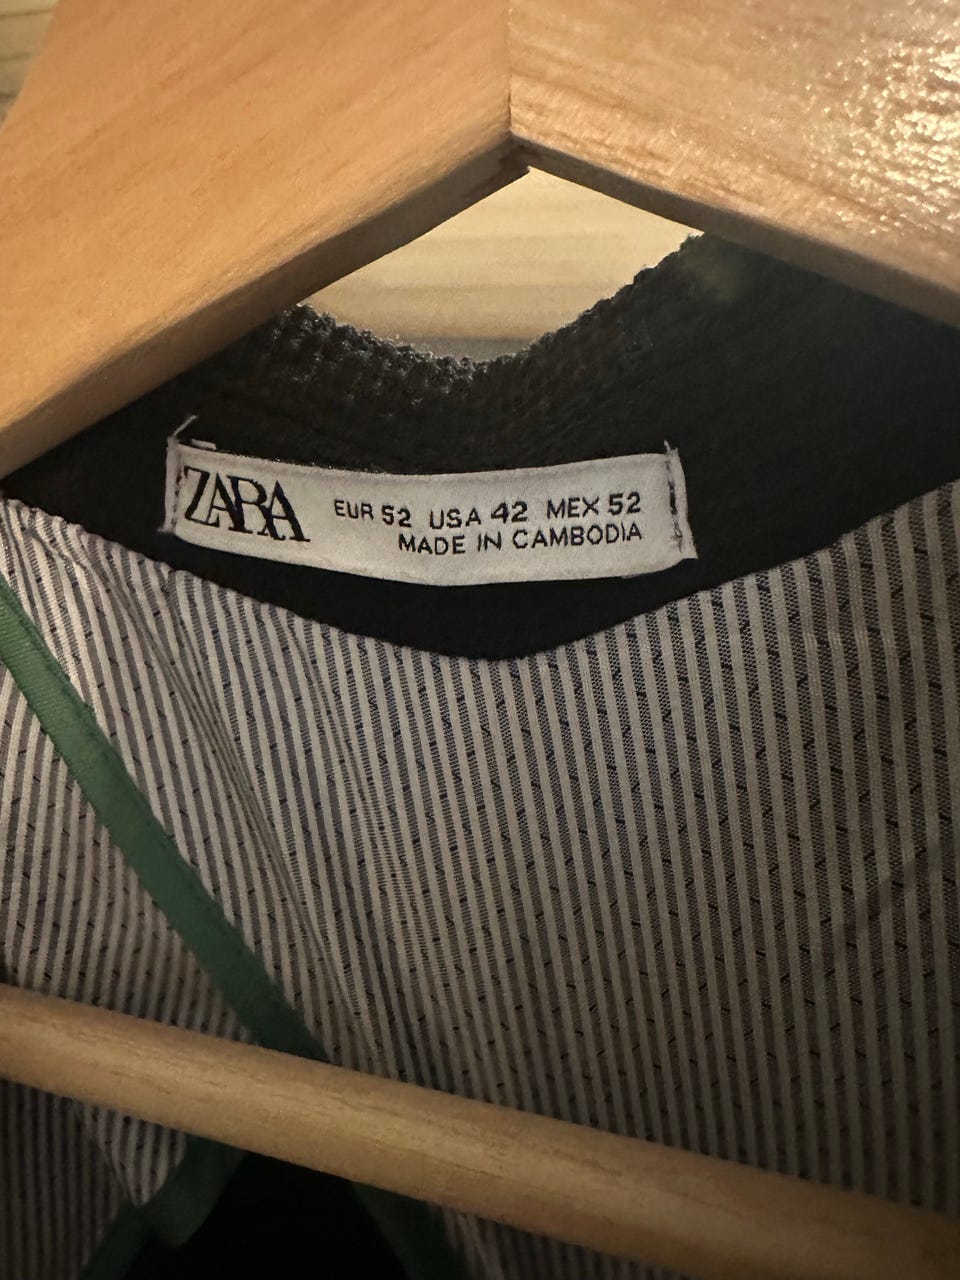 ZARA EUR 52 USA 42 MEX 52
MADE IN CAMBODIA